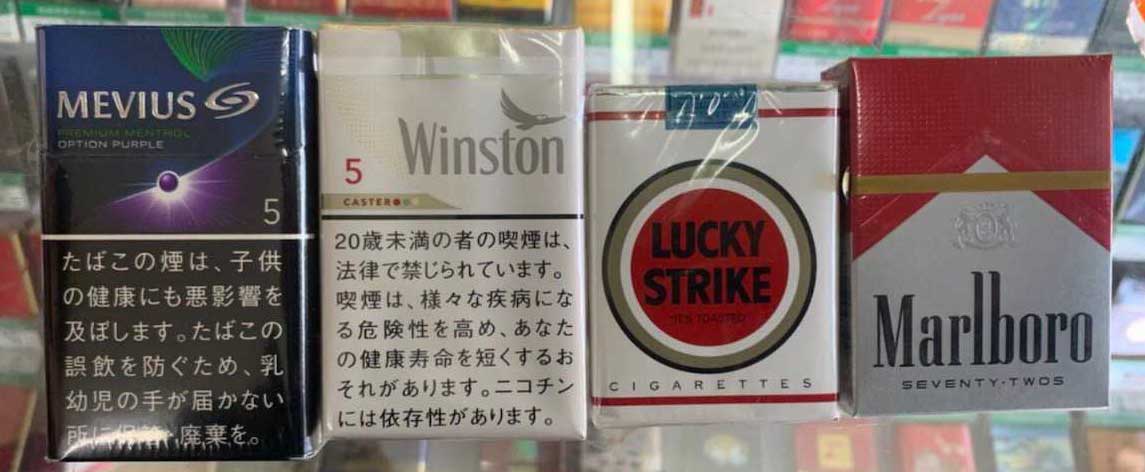 MEVIUS
PREMIUM MENTHOL
OPTION PURPLE
5
たばこの煙は、子供
の健康にも悪影響を
及ぼします。たばこの
誤飲を防ぐため、乳
幼児の手が届かない
所に保管・廃棄を。
Winston
5
CASTER
20歳未満の者の喫煙は、
法律で禁じられています。
喫煙は、様々な疾病にな
る危険性を高め、あなた
の健康寿命を短くするお
それがあります。ニコチン
には依存性があります。
LUCKY
STRIKE
"IT'S TOASTED"
CIGARETTES
Marlboro
SEVENTY-TWOS